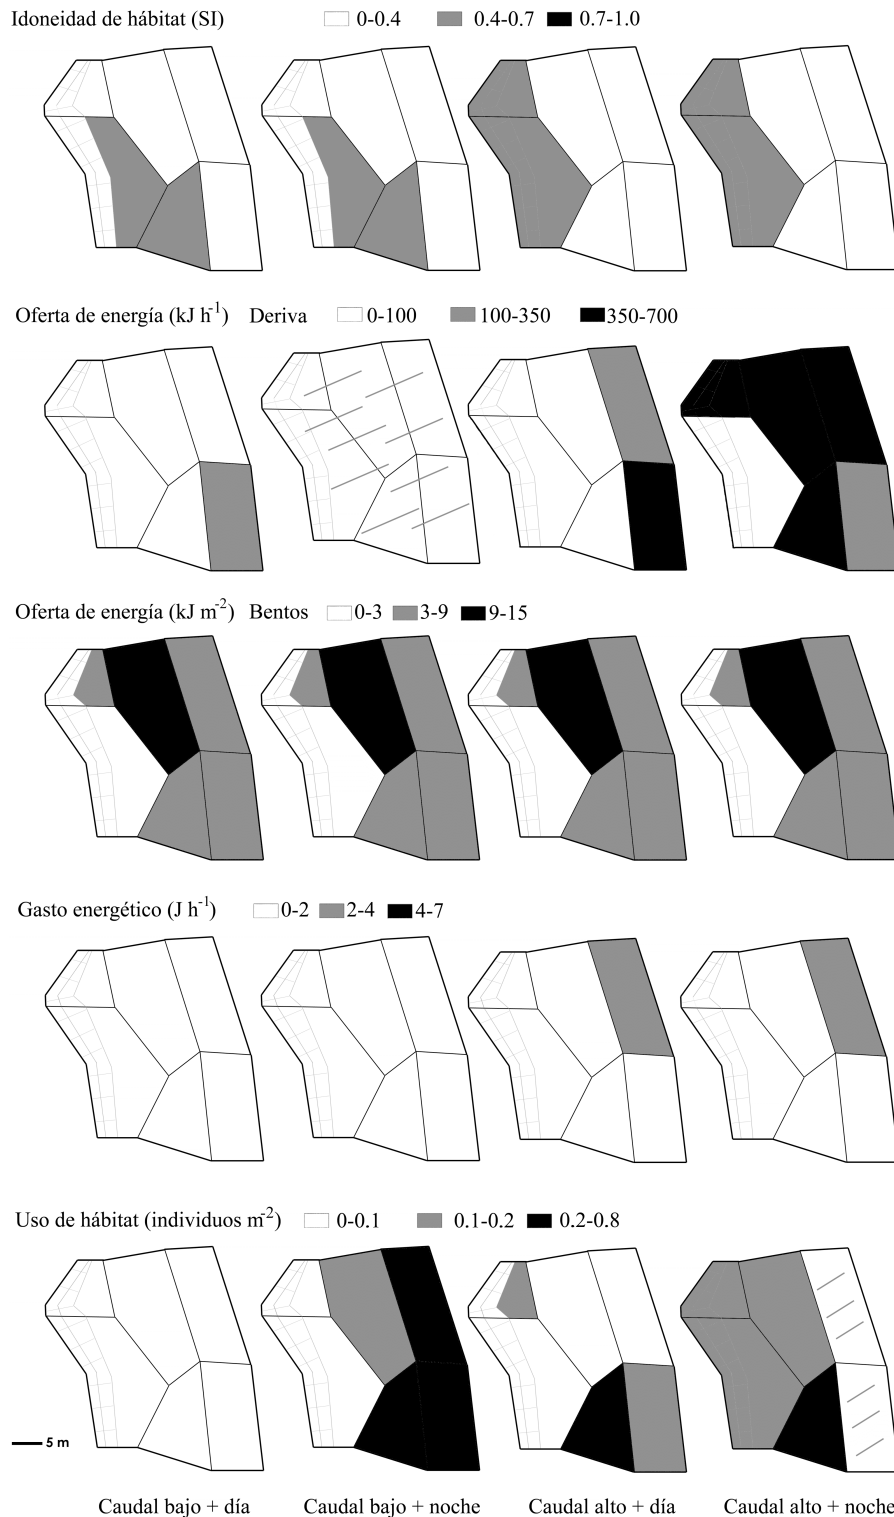 Idoneidad de hábitat (SI) 0-0.4 0.4-0.7 0.7-1.0
Oferta de energía (kJ h⁻¹) Deriva 0-100 100-350 350-700
Oferta de energía (kJ m⁻²) Bentos 0-3 3-9 9-15
Gasto energético (J h⁻¹) 0-2 2-4 4-7
Uso de hábitat (individuos m⁻²) 0-0.1 0.1-0.2 0.2-0.8
5 m
Caudal bajo + día Caudal bajo + noche Caudal alto + día Caudal alto + noche